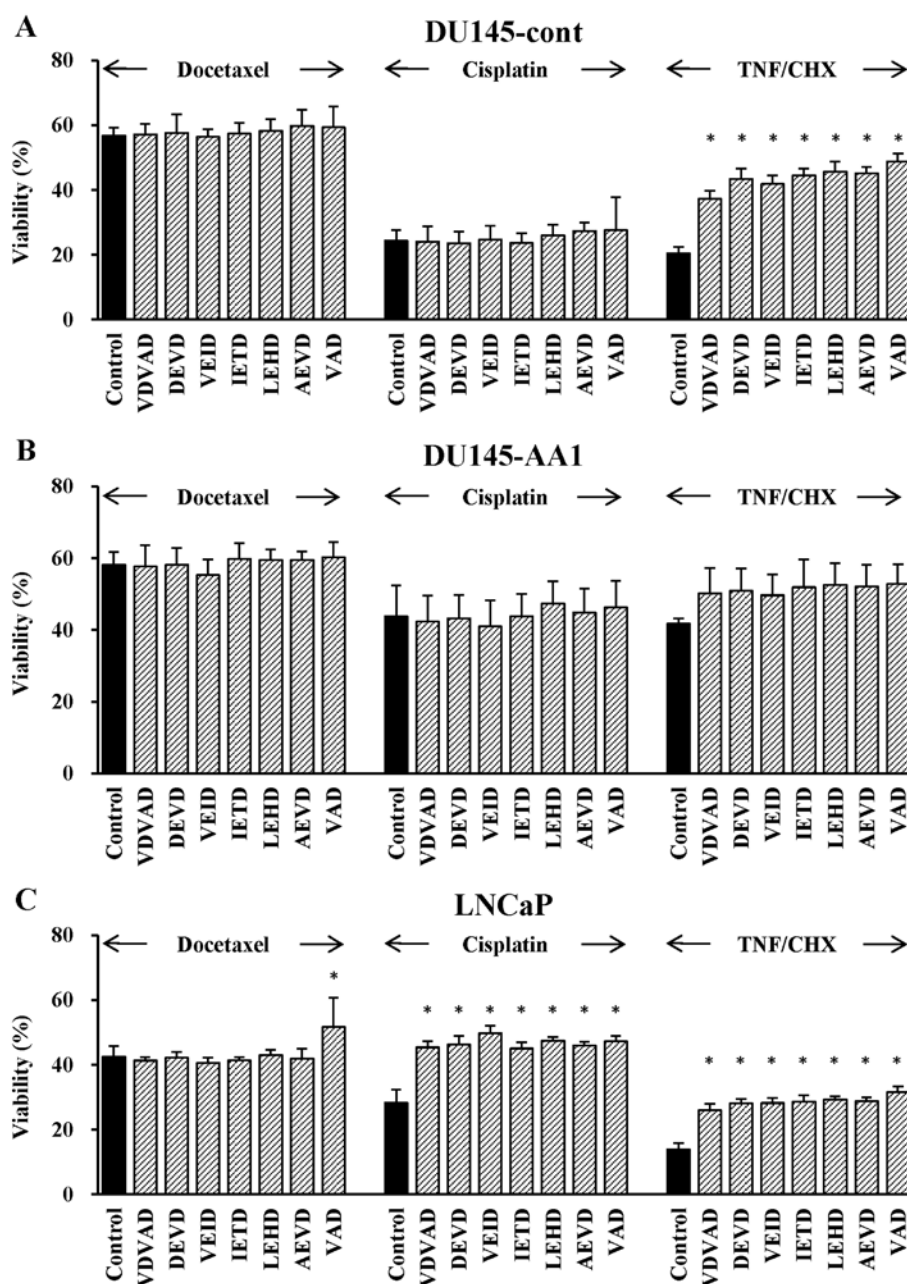 A
DU145-cont
80
60
40
20
0
Viability (%)
Docetaxel
Cisplatin
TNF/CHX
* * * * * * *
Control VDVAD DEVD VEID IETD LEHD AEVD VAD
Control VDVAD DEVD VEID IETD LEHD AEVD VAD
Control VDVAD DEVD VEID IETD LEHD AEVD VAD
B
DU145-AA1
80
60
40
20
0
Viability (%)
Docetaxel
Cisplatin
TNF/CHX
Control VDVAD DEVD VEID IETD LEHD AEVD VAD
Control VDVAD DEVD VEID IETD LEHD AEVD VAD
Control VDVAD DEVD VEID IETD LEHD AEVD VAD
C
LNCaP
80
60
40
20
0
Viability (%)
Docetaxel
Cisplatin
TNF/CHX
*
* * * * * * *
* * * * * * *
Control VDVAD DEVD VEID IETD LEHD AEVD VAD
Control VDVAD DEVD VEID IETD LEHD AEVD VAD
Control VDVAD DEVD VEID IETD LEHD AEVD VAD